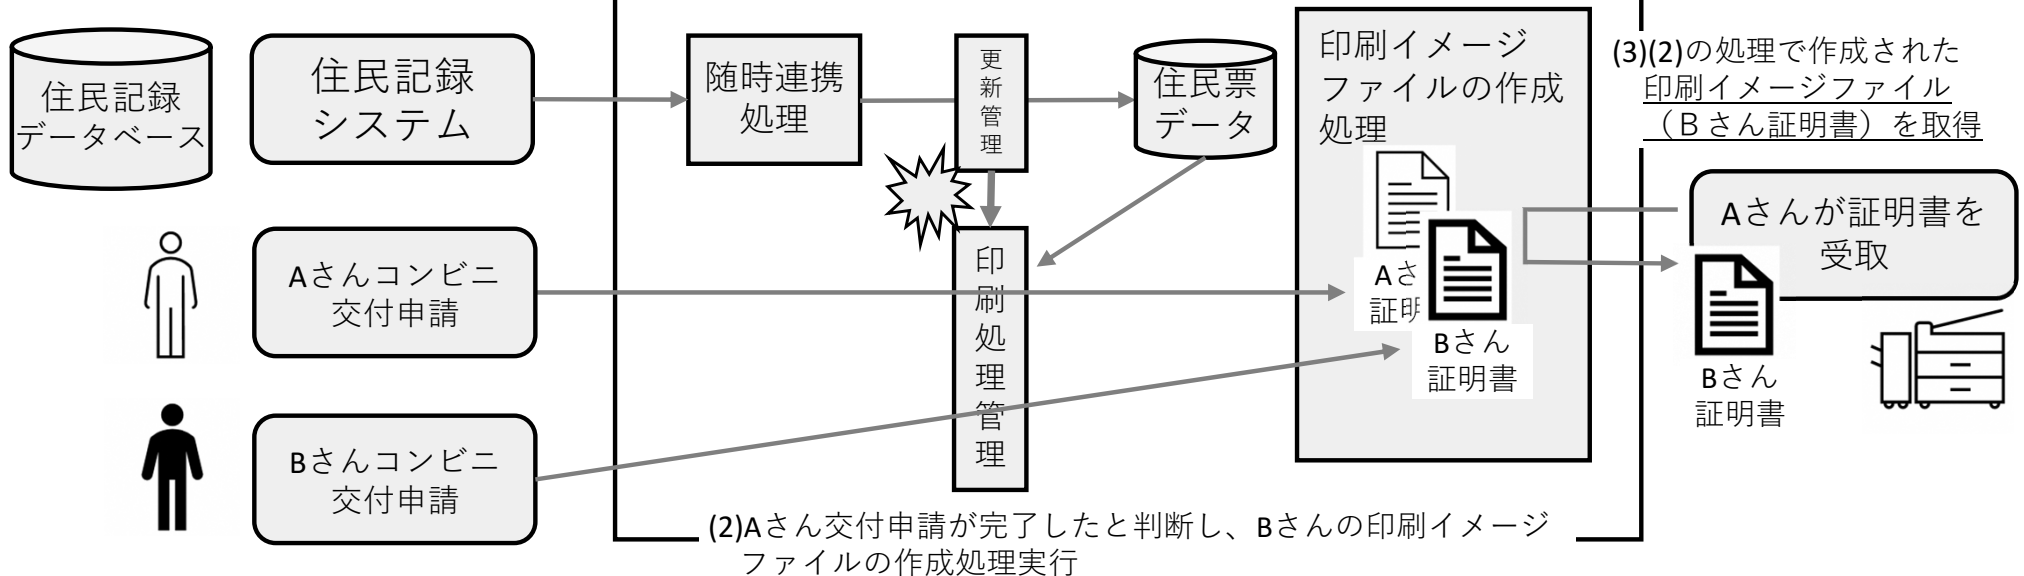 住民記録
データベース
住民記録
システム
随時連携
処理
更
新
管
理
住民票
データ
印刷イメージ
ファイルの作成
処理
(3)(2)の処理で作成された
印刷イメージファイル
（Ｂさん証明書）を取得
Aさんコンビニ
交付申請
印
刷
処
理
管
理
Aさ
証明
Bさん
証明書
Aさんが証明書を
受取
Bさん
証明書
Bさんコンビニ
交付申請
(2)Aさん交付申請が完了したと判断し、Bさんの印刷イメージ
ファイルの作成処理実行